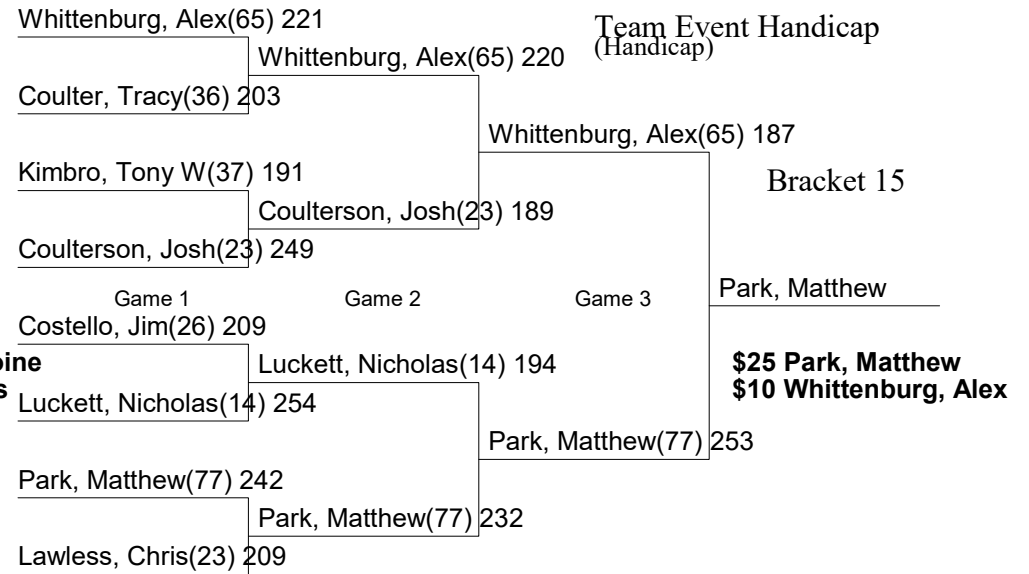 Whittenburg, Alex(65) 221
Team Event Handicap
(Handicap)
Whittenburg, Alex(65) 220
Coulter, Tracy(36) 203
Whittenburg, Alex(65) 187
Kimbro, Tony W(37) 191
Bracket 15
Coulterson, Josh(23) 189
Coulterson, Josh(23) 249
Game 1
Game 2
Game 3
Park, Matthew
Costello, Jim(26) 209
Luckett, Nicholas(14) 194
$25 Park, Matthew
$10 Whittenburg, Alex
Luckett, Nicholas(14) 254
Park, Matthew(77) 253
Park, Matthew(77) 242
Park, Matthew(77) 232
Lawless, Chris(23) 209